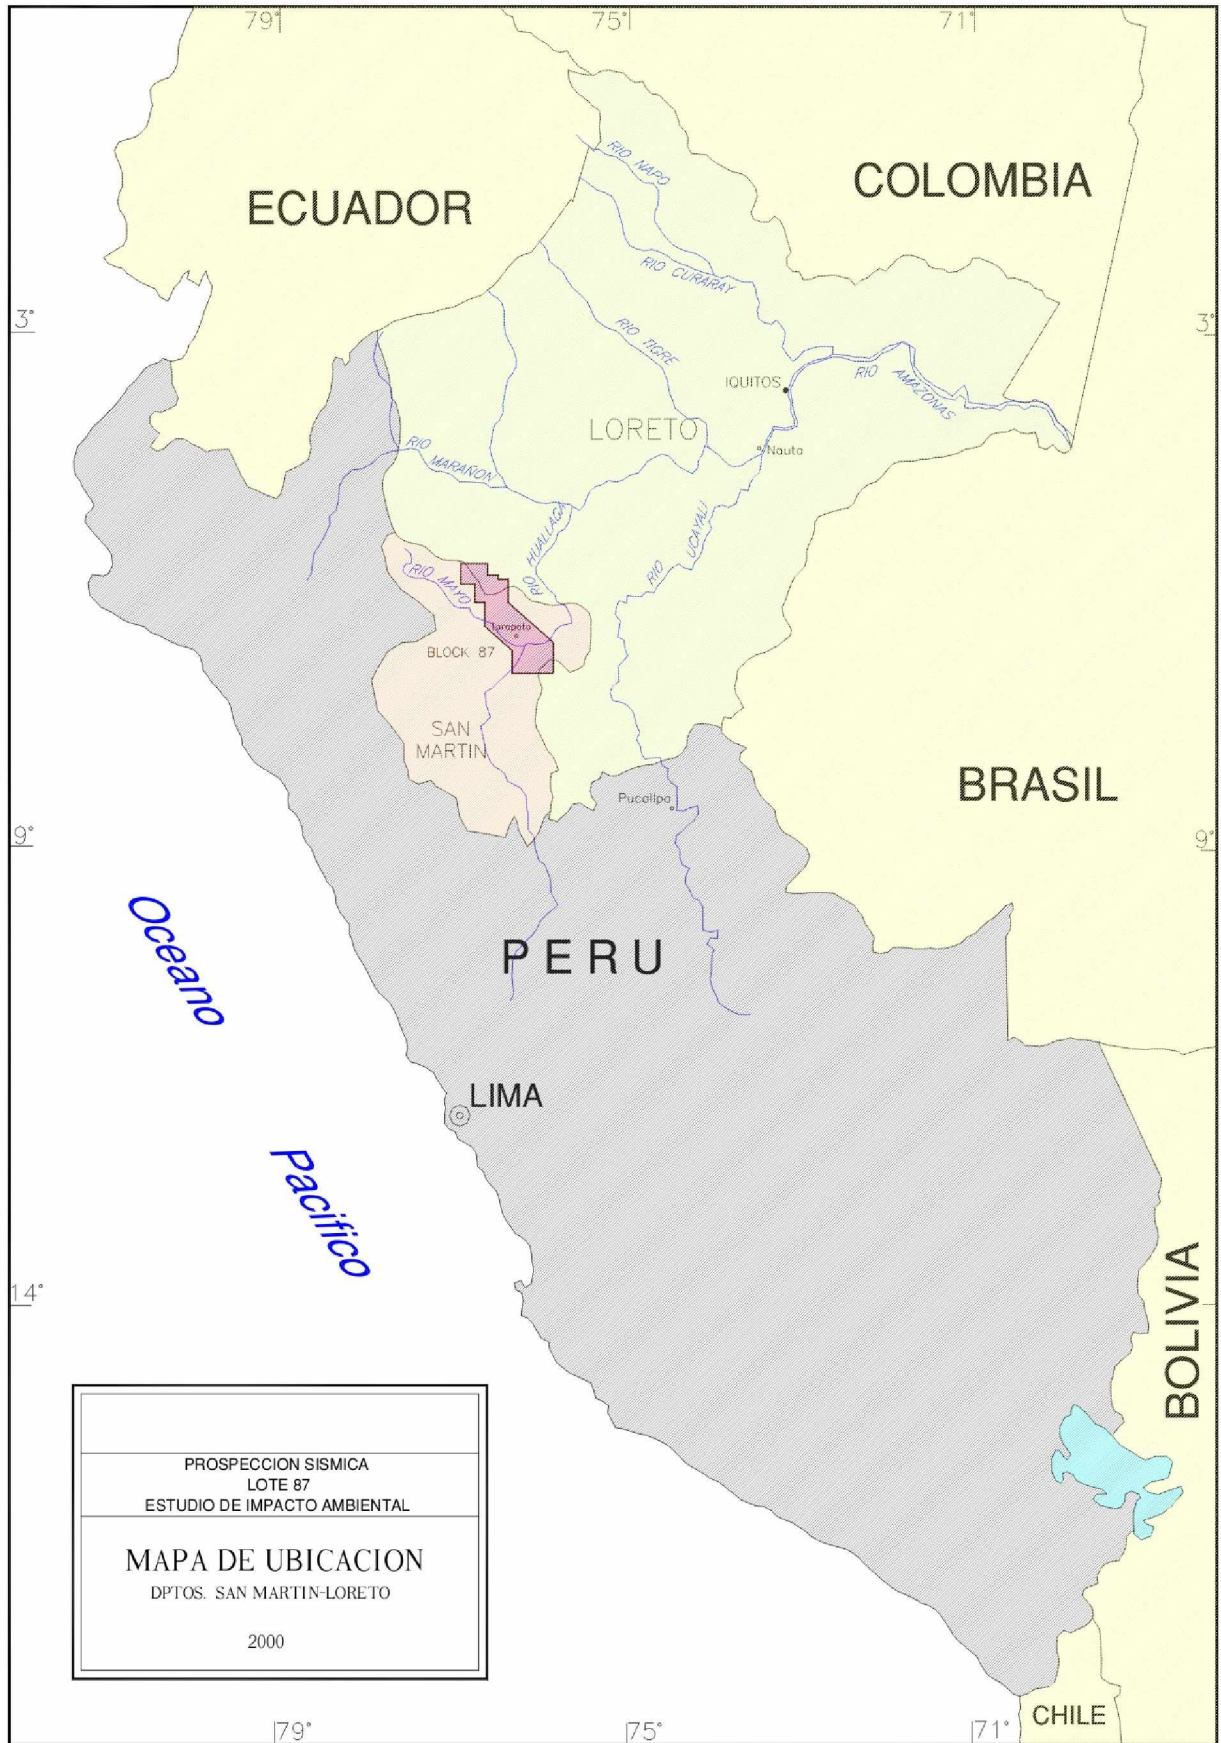 79°
75°
71°
ECUADOR
COLOMBIA
RIO NAPO
RIO CURARAY
RIO TIGRE
3°
3°
IQUITOS
RIO AMAZONAS
LORETO
Nauta
RIO MARAÑON
RIO HUALLAGA
RIO UCAYALI
RIO MAYO
Tarapoto
BLOCK 87
SAN
MARTIN
BRASIL
Pucallpa
9°
9°
Oceano
PERU
LIMA
Pacifico
14°
BOLIVIA
PROSPECCION SISMICA
LOTE 87
ESTUDIO DE IMPACTO AMBIENTAL
MAPA DE UBICACION
DPTOS. SAN MARTIN-LORETO
2000
CHILE
79°
75°
71°